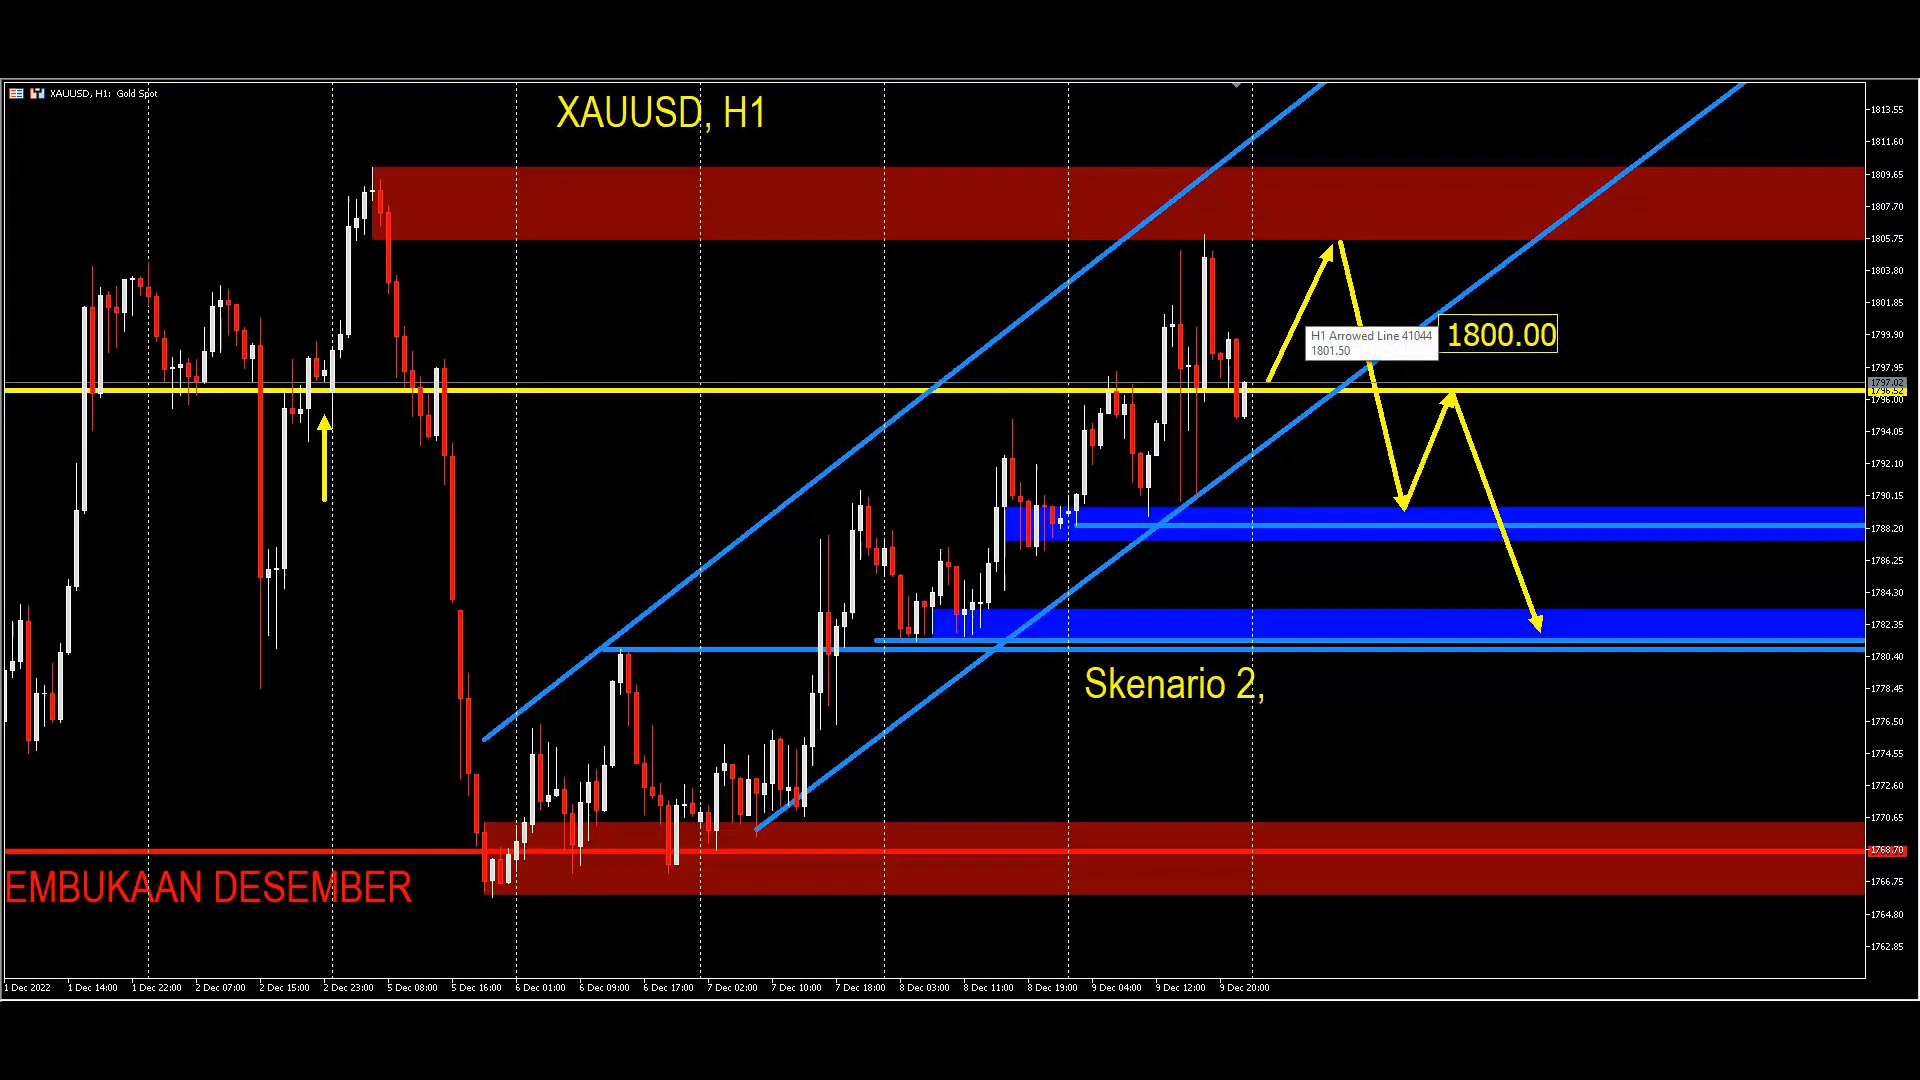 XAUUSD, H1: Gold Spot
XAUUSD, H1
1813.55
1811.60
1809.65
1807.70
1805.75
1803.80
1801.85
1799.90
1797.95
1797.02
1796.00
1794.05
1792.10
1790.15
1788.20
1786.25
1784.30
1782.35
1780.40
1778.45
1776.50
1774.55
1772.60
1770.65
1768.70
1766.75
1764.80
1762.85
H1 Arrowed Line 41044
1801.50
1800.00
Skenario 2,
EMBUKAAN DESEMBER
1 Dec 2022
1 Dec 14:00
1 Dec 22:00
2 Dec 07:00
2 Dec 15:00
2 Dec 23:00
5 Dec 08:00
5 Dec 16:00
6 Dec 01:00
6 Dec 09:00
6 Dec 17:00
7 Dec 02:00
7 Dec 10:00
7 Dec 18:00
8 Dec 03:00
8 Dec 11:00
8 Dec 19:00
9 Dec 04:00
9 Dec 12:00
9 Dec 20:00